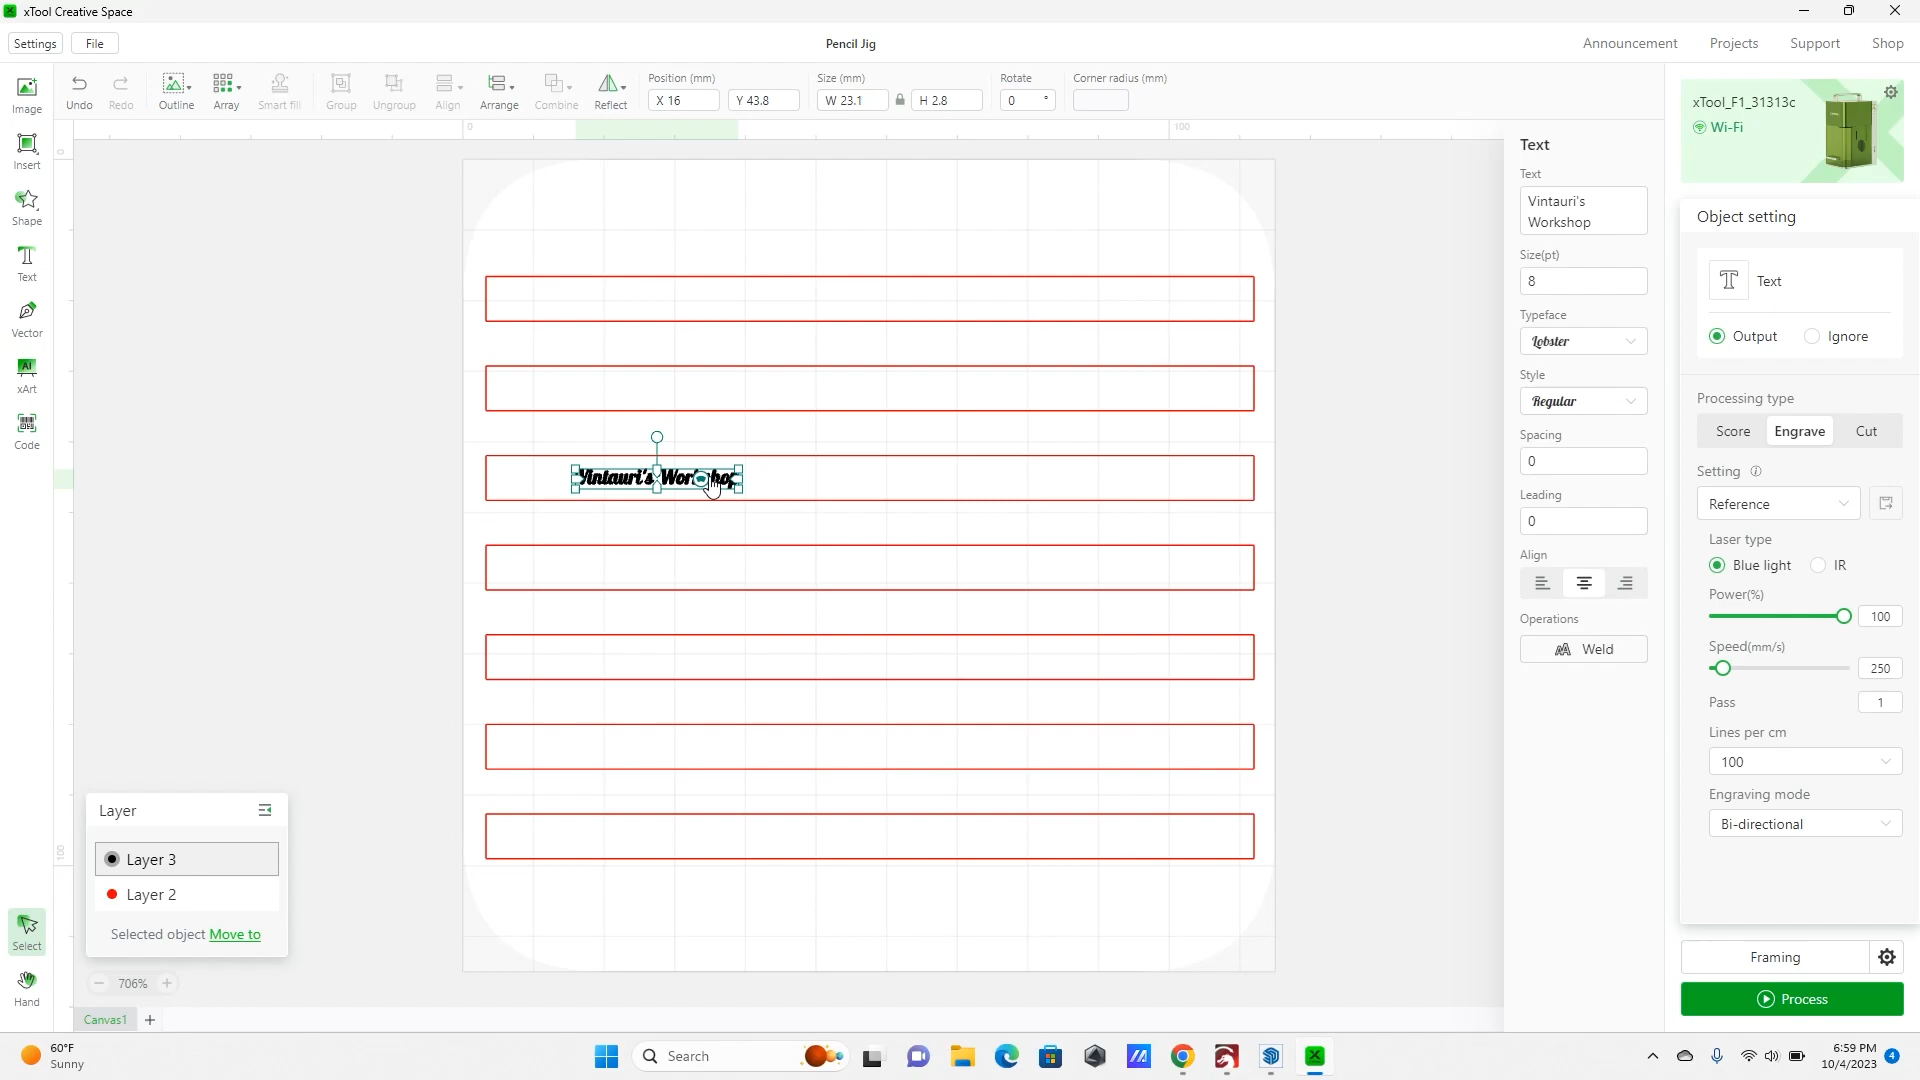 xTool Creative Space
Settings File Pencil Jig Announcement Projects Support Shop
Image
Undo Redo Outline Array Smart fill Group Ungroup Align Arrange Combine Reflect
Position (mm) Size (mm) Rotate Corner radius (mm)
X 16 Y 43.8 W 23.1 H 2.8 0 °
0 100
Insert
Shape
Text
Vector
AI
xArt
Code
Select
Hand
0
100
Vintauri's Workshop
Layer
Layer 3
Layer 2
Selected object Move to
706%
Canvas1
Text
Text
Vintauri's
Workshop
Size(pt)
8
Typeface
Lobster
Style
Regular
Spacing
0
Leading
0
Align
Operations
Weld
xTool_F1_31313c
Wi-Fi
Object setting
Text
Output Ignore
Processing type
Score Engrave Cut
Setting
Reference
Laser type
Blue light IR
Power(%)
100
Speed(mm/s)
250
Pass 1
Lines per cm
100
Engraving mode
Bi-directional
Framing
Process
60°F
Sunny
Search
6:59 PM
10/4/2023
4